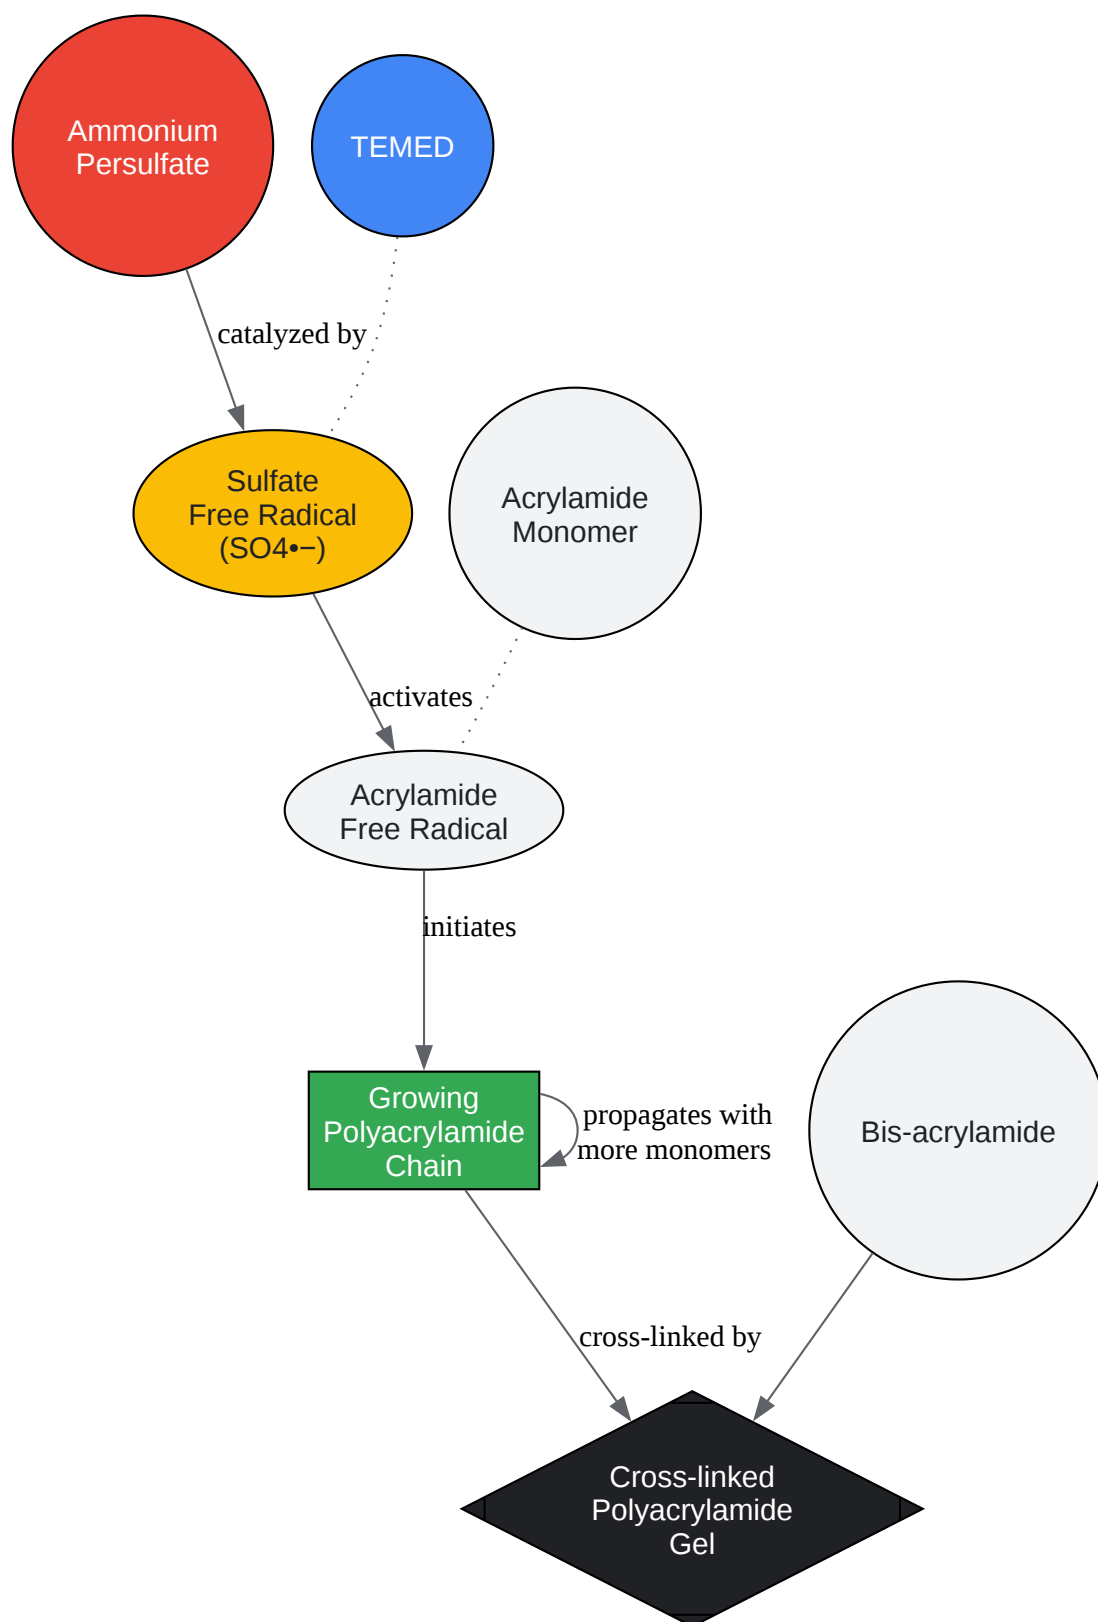 Ammonium
Persulfate
TEMED
catalyzed by
Sulfate
Free Radical
(SO4•−)
Acrylamide
Monomer
activates
Acrylamide
Free Radical
initiates
Growing
Polyacrylamide
Chain
propagates with
more monomers
Bis-acrylamide
cross-linked by
Cross-linked
Polyacrylamide
Gel